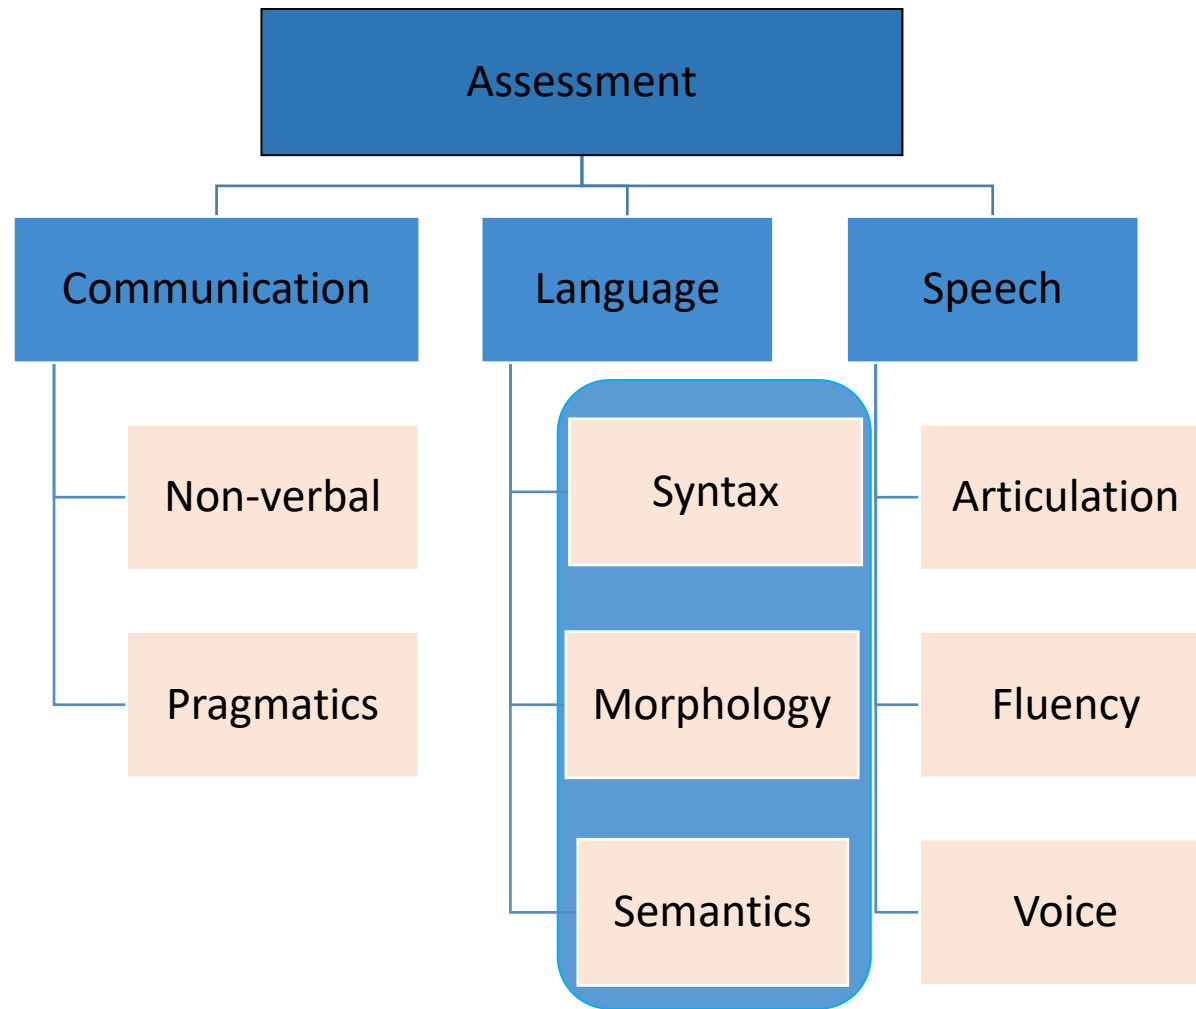 Assessment
Communication
Language
Speech
Non-verbal
Syntax
Articulation
Pragmatics
Morphology
Fluency
Semantics
Voice